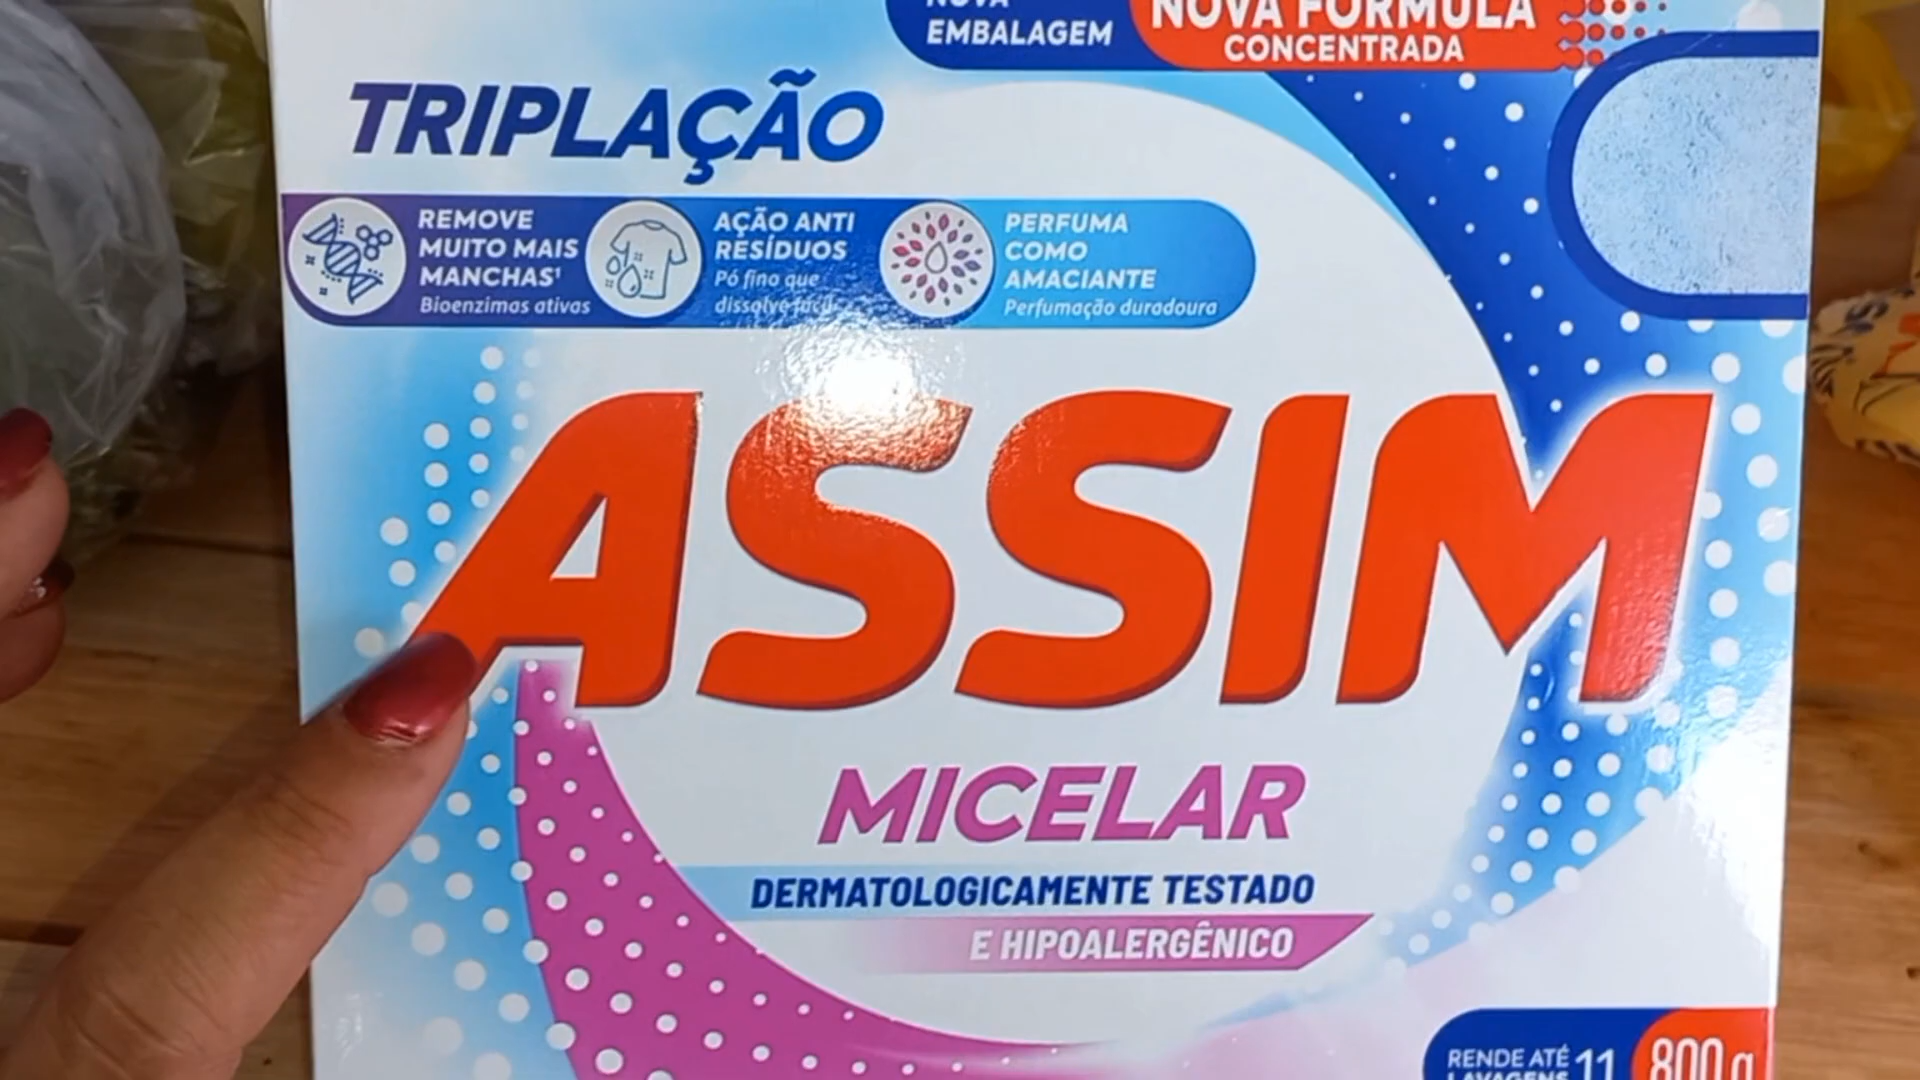 NOVA
EMBALAGEM
NOVA FÓRMULA
CONCENTRADA
TRIPLAÇÃO
REMOVE
MUITO MAIS
MANCHAS¹
Bioenzimas ativas
AÇÃO ANTI
RESÍDUOS
Pó fino que
dissolve fácil
PERFUMA
COMO
AMACIANTE
Perfumação duradoura
ASSIM
MICELAR
DERMATOLOGICAMENTE TESTADO
E HIPOALERGÊNICO
RENDE ATÉ
LAVAGENS
11
800g